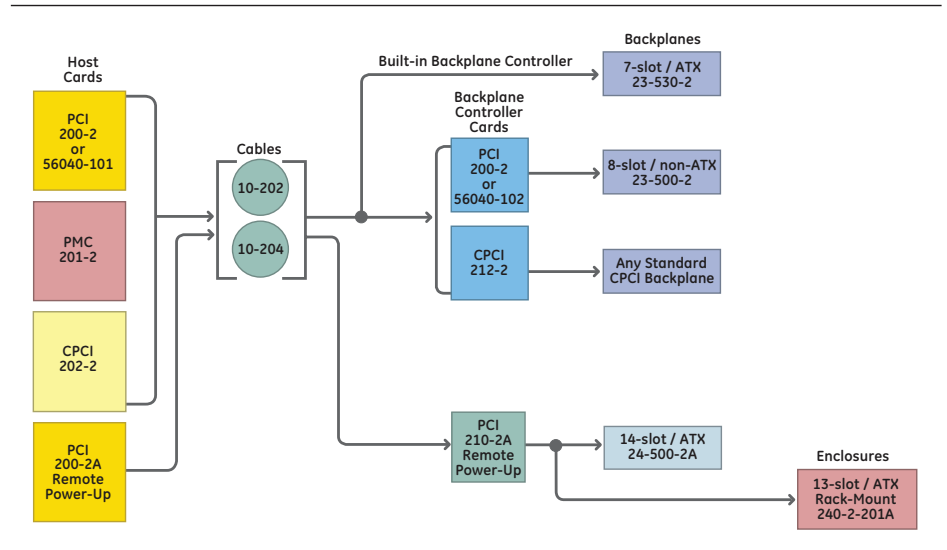 Host
Cards
PCI
200-2
or
56040-101
PMC
201-2
CPCI
202-2
PCI
200-2A
Remote
Power-Up
Cables
10-202
10-204
Built-in Backplane Controller
Backplane
Controller
Cards
PCI
200-2
or
56040-102
CPCI
212-2
PCI
210-2A
Remote
Power-Up
Backplanes
7-slot / ATX
23-530-2
8-slot / non-ATX
23-500-2
Any Standard
CPCI Backplane
14-slot / ATX
24-500-2A
Enclosures
13-slot / ATX
Rack-Mount
240-2-201A